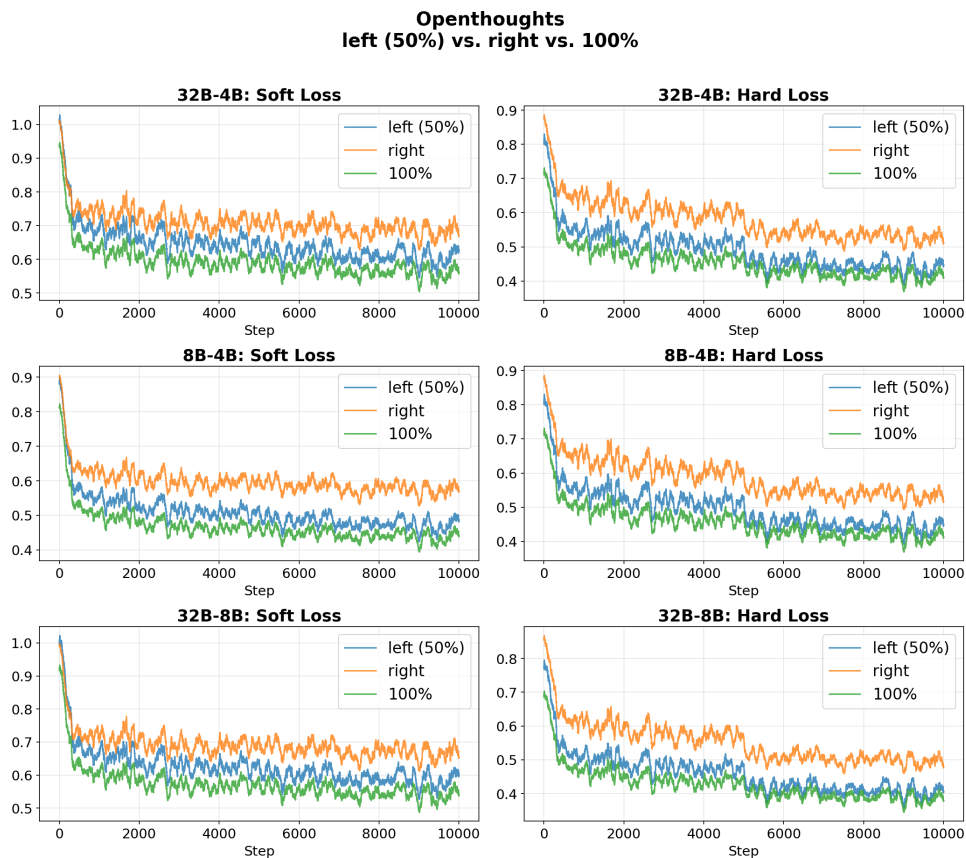 Openthoughts
left (50%) vs. right vs. 100%
32B-4B: Soft Loss
1.0
0.9
0.8
0.7
0.6
0.5
left (50%)
right
100%
0
2000
4000
6000
8000
10000
Step
32B-4B: Hard Loss
0.9
0.8
0.7
0.6
0.5
0.4
left (50%)
right
100%
0
2000
4000
6000
8000
10000
Step
8B-4B: Soft Loss
0.9
0.8
0.7
0.6
0.5
0.4
left (50%)
right
100%
0
2000
4000
6000
8000
10000
Step
8B-4B: Hard Loss
0.9
0.8
0.7
0.6
0.5
0.4
left (50%)
right
100%
0
2000
4000
6000
8000
10000
Step
32B-8B: Soft Loss
1.0
0.9
0.8
0.7
0.6
0.5
left (50%)
right
100%
0
2000
4000
6000
8000
10000
Step
32B-8B: Hard Loss
0.8
0.7
0.6
0.5
0.4
left (50%)
right
100%
0
2000
4000
6000
8000
10000
Step